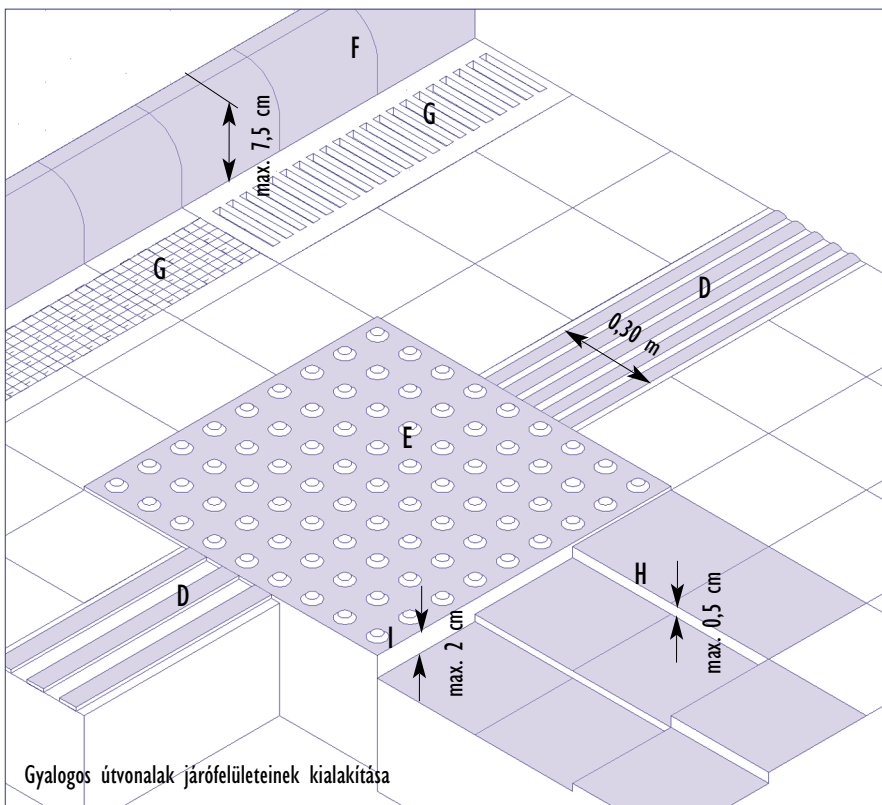 F
G
max. 7,5 cm
G
D
0,30 m
E
H
D
max. 0,5 cm
I
max. 2 cm
Gyalogos útvonalak járófelületeinek kialakítása